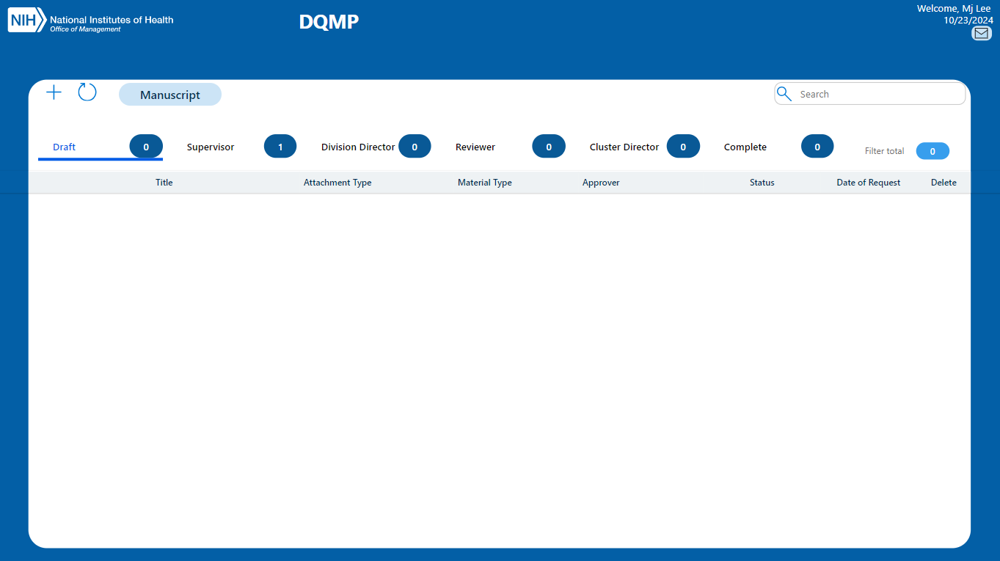 NIH National Institutes of Health
Office of Management
DQMP
Welcome, Mj Lee
10/23/2024
Manuscript
Search
Draft 0 Supervisor 1 Division Director 0 Reviewer 0 Cluster Director 0 Complete 0 Filter total 0
Title Attachment Type Material Type Approver Status Date of Request Delete